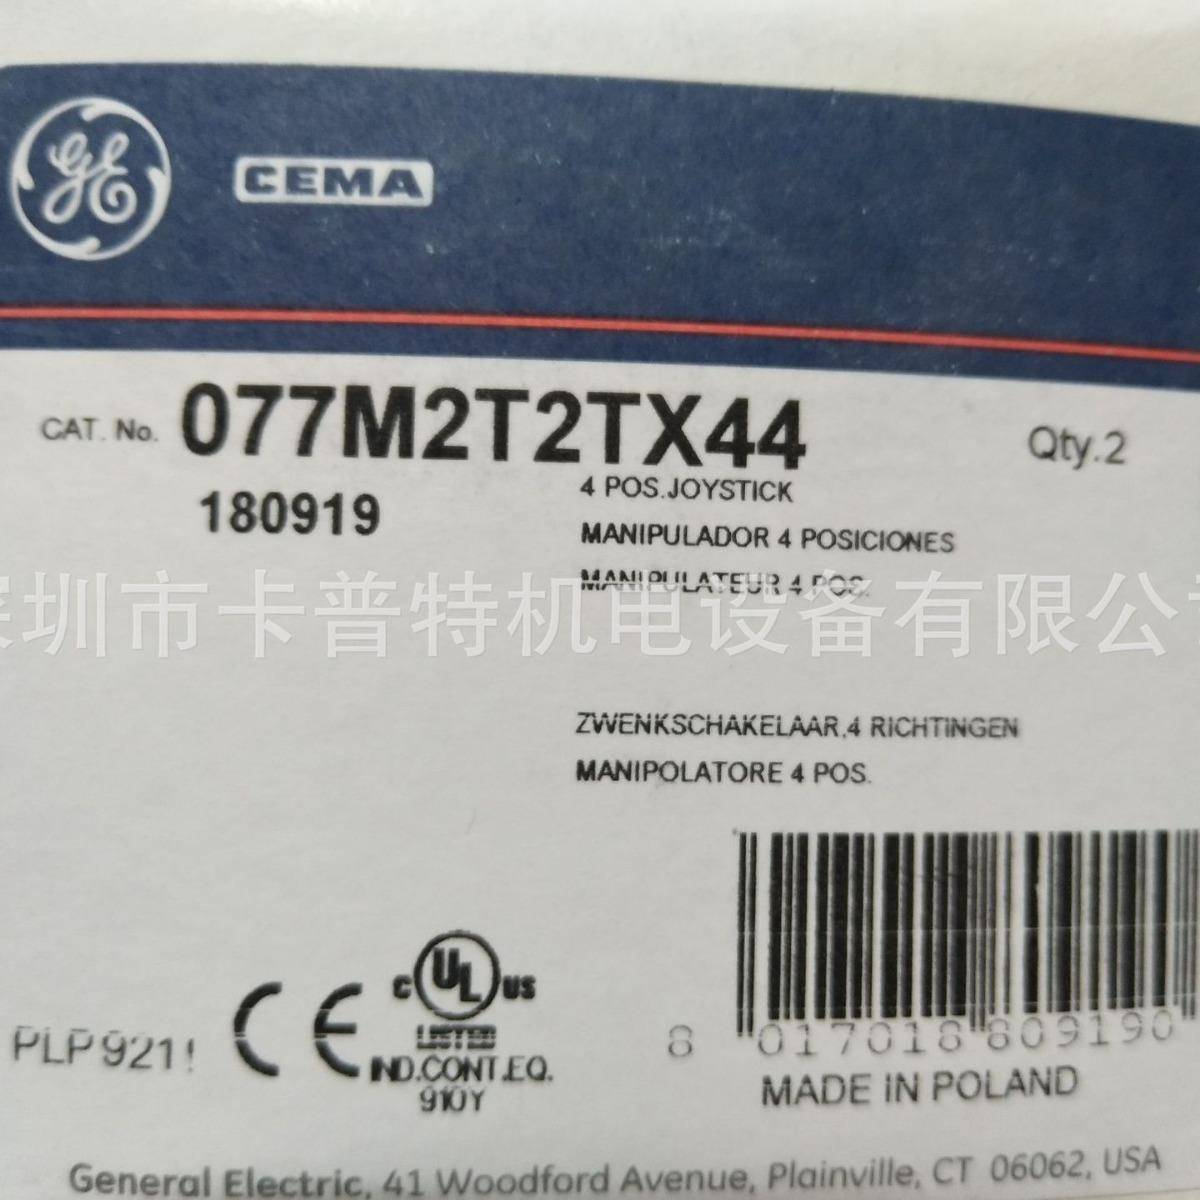 GE CEMA
CAT. No. 077M2T2TX44 Qty.2
180919
4 POS.JOYSTICK
MANIPULADOR 4 POSICIONES
MANIPULATEUR 4 POS.
深圳市卡普特机电设备有限公司
ZWENKSCHAKELAAR,4 RICHTINGEN
MANIPOLATORE 4 POS.
C UL US
LISTED
IND.CONT.EQ.
910Y
PLP921! CE
8 017018 809190
MADE IN POLAND
General Electric, 41 Woodford Avenue, Plainville, CT 06062, USA